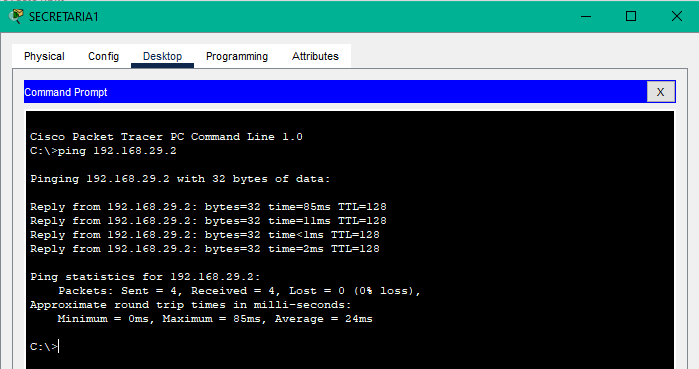 SECRETARIA1
Physical Config Desktop Programming Attributes
Command Prompt X
Cisco Packet Tracer PC Command Line 1.0
C:\>ping 192.168.29.2
Pinging 192.168.29.2 with 32 bytes of data:
Reply from 192.168.29.2: bytes=32 time=85ms TTL=128
Reply from 192.168.29.2: bytes=32 time=11ms TTL=128
Reply from 192.168.29.2: bytes=32 time<1ms TTL=128
Reply from 192.168.29.2: bytes=32 time=2ms TTL=128
Ping statistics for 192.168.29.2:
Packets: Sent = 4, Received = 4, Lost = 0 (0% loss),
Approximate round trip times in milli-seconds:
Minimum = 0ms, Maximum = 85ms, Average = 24ms
C:\>